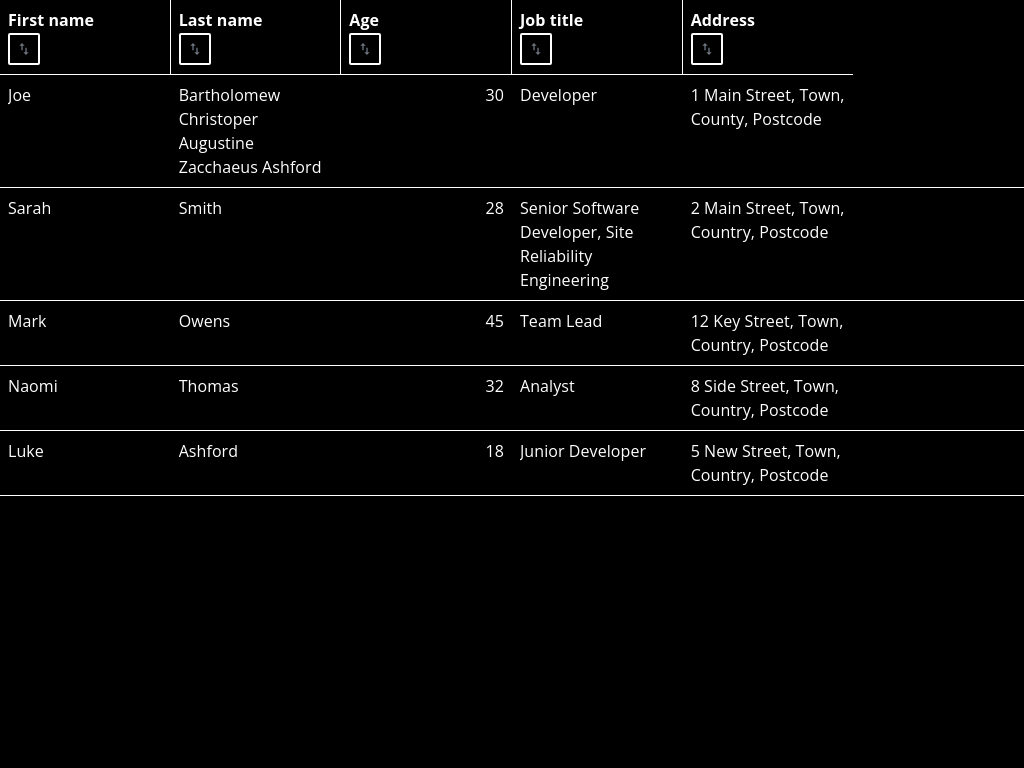 First name
Last name
Age
Job title
Address
Joe
Bartholomew
Christoper
Augustine
Zacchaeus Ashford
30
Developer
1 Main Street, Town,
County, Postcode
Sarah
Smith
28
Senior Software
Developer, Site
Reliability
Engineering
2 Main Street, Town,
Country, Postcode
Mark
Owens
45
Team Lead
12 Key Street, Town,
Country, Postcode
Naomi
Thomas
32
Analyst
8 Side Street, Town,
Country, Postcode
Luke
Ashford
18
Junior Developer
5 New Street, Town,
Country, Postcode